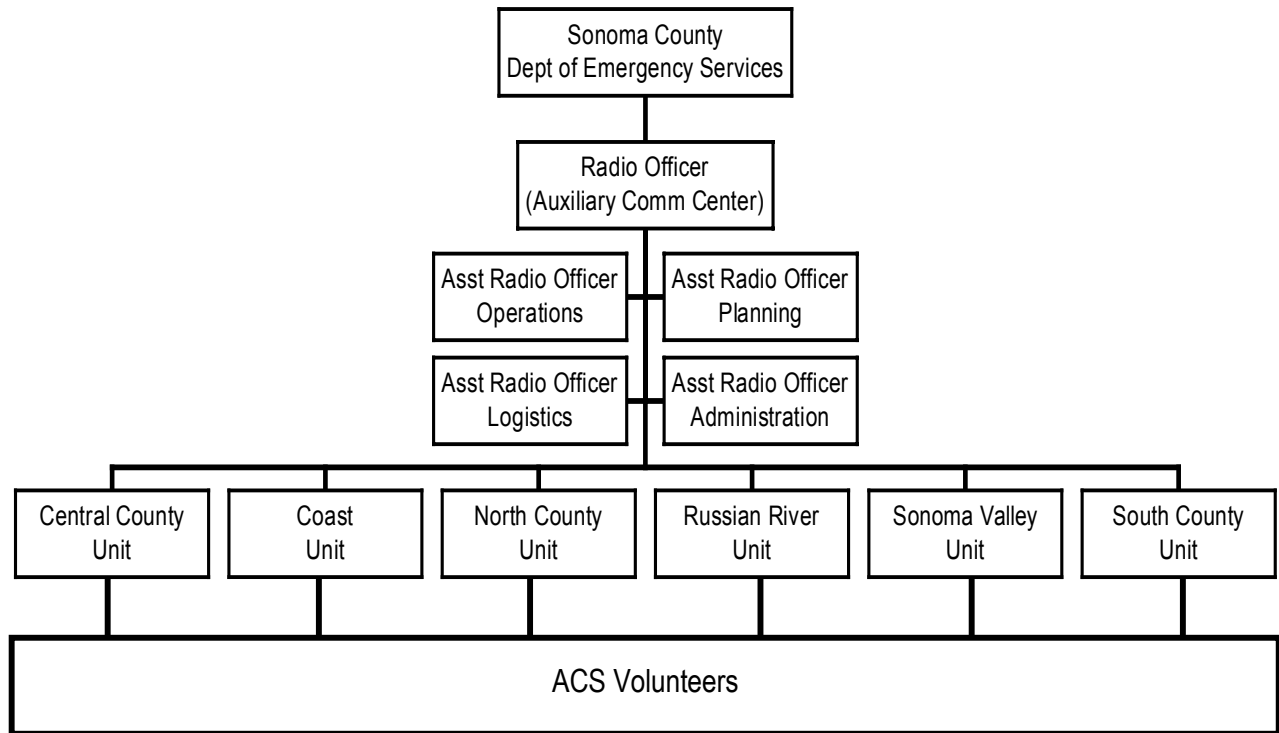 Sonoma County
Dept of Emergency Services
Radio Officer
(Auxiliary Comm Center)
Asst Radio Officer
Operations
Asst Radio Officer
Planning
Asst Radio Officer
Logistics
Asst Radio Officer
Administration
Central County
Unit
Coast
Unit
North County
Unit
Russian River
Unit
Sonoma Valley
Unit
South County
Unit
ACS Volunteers